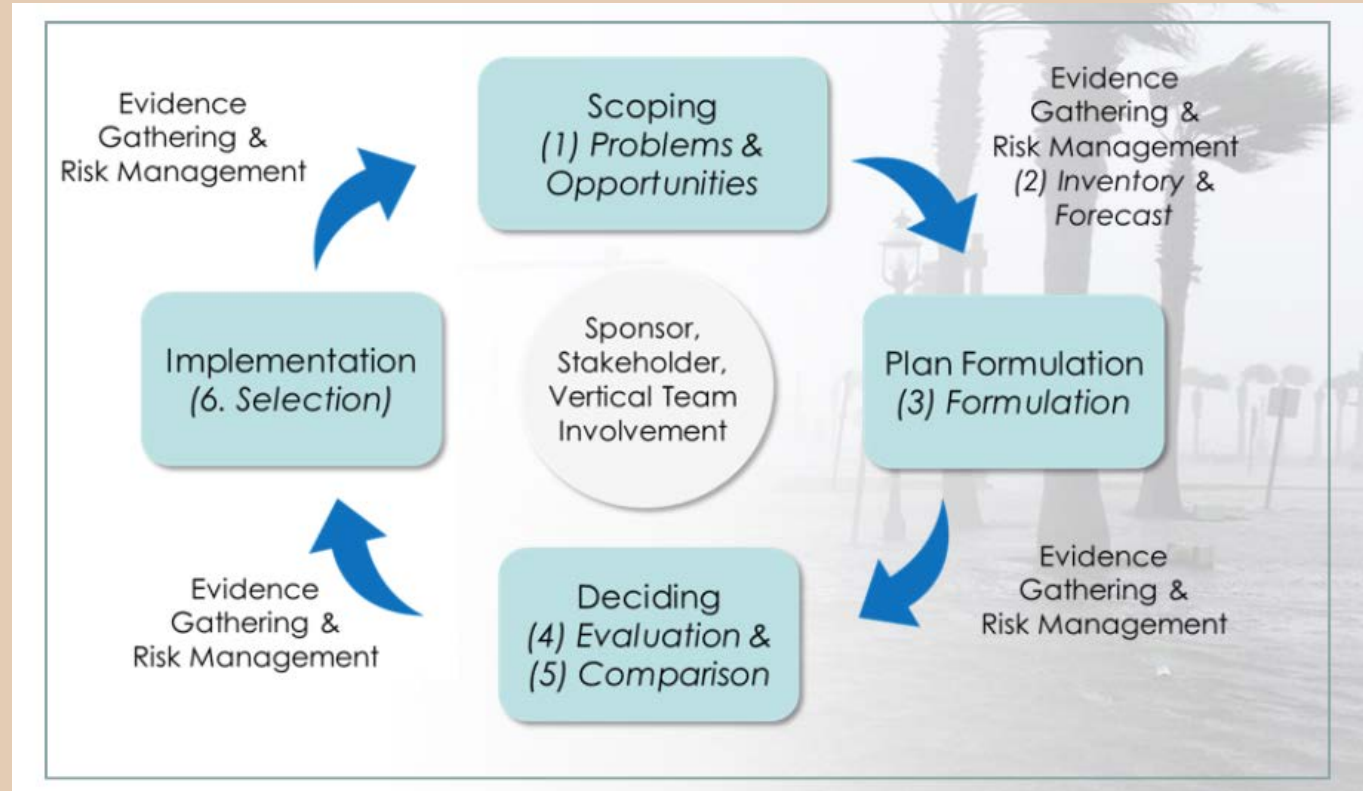 Scoping
(1) Problems &
Opportunities
Evidence
Gathering &
Risk Management
(2) Inventory &
Forecast
Plan Formulation
(3) Formulation
Evidence
Gathering &
Risk Management
Deciding
(4) Evaluation &
(5) Comparison
Evidence
Gathering &
Risk Management
Implementation
(6. Selection)
Evidence
Gathering &
Risk Management
Sponsor,
Stakeholder,
Vertical Team
Involvement